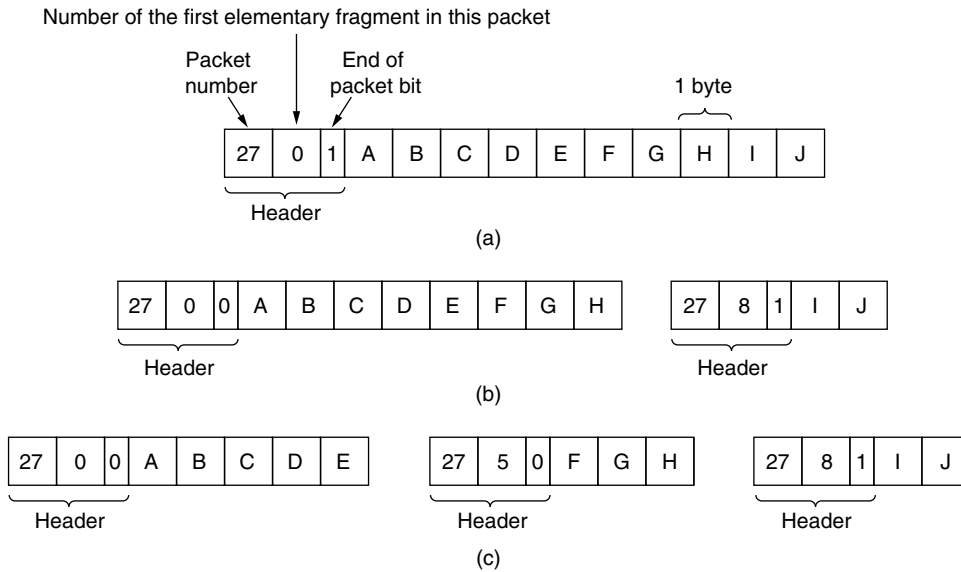 Number of the first elementary fragment in this packet
Packet
number
End of
packet bit
1 byte
27 0 1 A B C D E F G H I J
Header
(a)
27 0 0 A B C D E F G H
27 8 1 I J
Header
Header
(b)
27 0 0 A B C D E
27 5 0 F G H
27 8 1 I J
Header
Header
Header
(c)